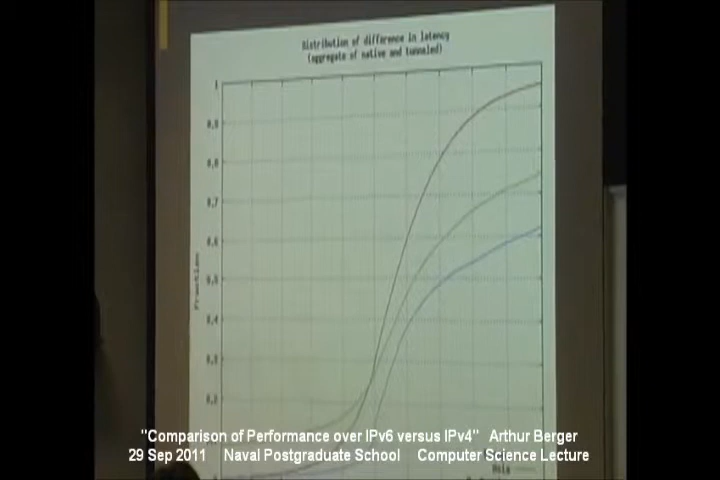 Distribution of difference in latency
(aggregate of native and tunneled)
1
0.9
0.8
0.7
0.6
0.5
0.4
0.3
0.2
Fraction
"Comparison of Performance over IPv6 versus IPv4" Arthur Berger
29 Sep 2011 Naval Postgraduate School Computer Science Lecture